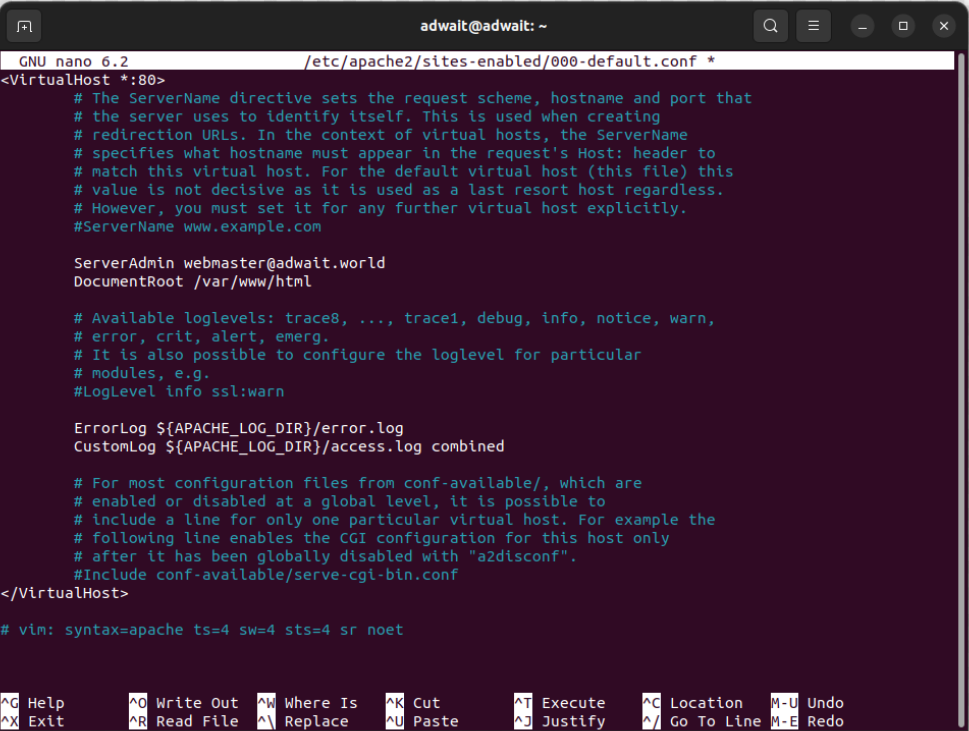 adwait@adwait: ~
GNU nano 6.2 /etc/apache2/sites-enabled/000-default.conf *
<VirtualHost *:80>
# The ServerName directive sets the request scheme, hostname and port that
# the server uses to identify itself. This is used when creating
# redirection URLs. In the context of virtual hosts, the ServerName
# specifies what hostname must appear in the request's Host: header to
# match this virtual host. For the default virtual host (this file) this
# value is not decisive as it is used as a last resort host regardless.
# However, you must set it for any further virtual host explicitly.
#ServerName www.example.com
ServerAdmin webmaster@adwait.world
DocumentRoot /var/www/html
# Available loglevels: trace8, ..., trace1, debug, info, notice, warn,
# error, crit, alert, emerg.
# It is also possible to configure the loglevel for particular
# modules, e.g.
#LogLevel info ssl:warn
ErrorLog ${APACHE_LOG_DIR}/error.log
CustomLog ${APACHE_LOG_DIR}/access.log combined
# For most configuration files from conf-available/, which are
# enabled or disabled at a global level, it is possible to
# include a line for only one particular virtual host. For example the
# following line enables the CGI configuration for this host only
# after it has been globally disabled with "a2disconf".
#Include conf-available/serve-cgi-bin.conf
</VirtualHost>
# vim: syntax=apache ts=4 sw=4 sts=4 sr noet
^G Help ^O Write Out ^W Where Is ^K Cut ^T Execute ^C Location M-U Undo
^X Exit ^R Read File ^\ Replace ^U Paste ^J Justify ^/ Go To Line M-E Redo